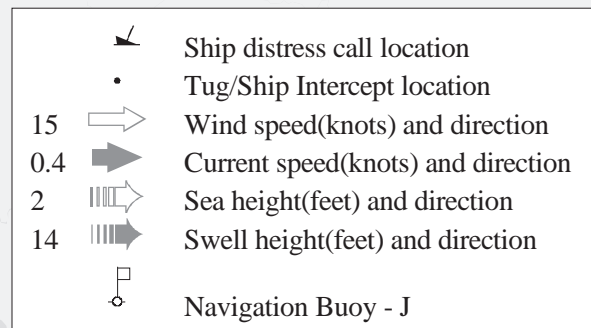 Ship distress call location
Tug/Ship Intercept location
15 Wind speed(knots) and direction
0.4 Current speed(knots) and direction
2 Sea height(feet) and direction
14 Swell height(feet) and direction
Navigation Buoy - J